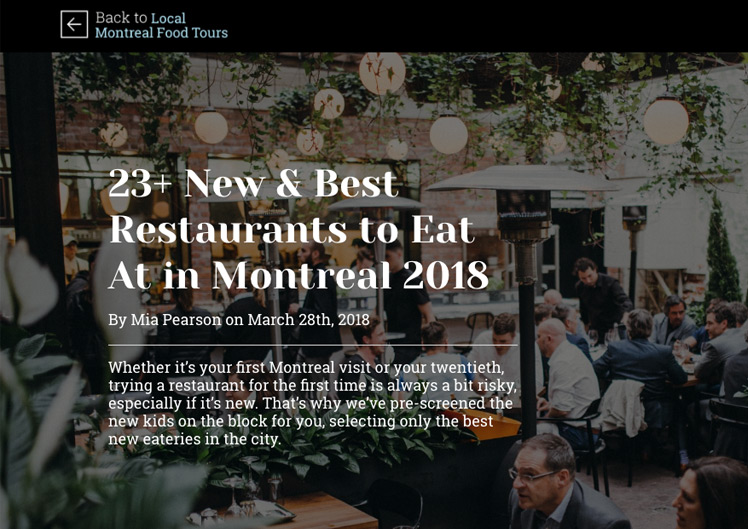 Back to Local
Montreal Food Tours
23+ New & Best
Restaurants to Eat
At in Montreal 2018
By Mia Pearson on March 28th, 2018
Whether it's your first Montreal visit or your twentieth,
trying a restaurant for the first time is always a bit risky,
especially if it's new. That's why we've pre-screened the
new kids on the block for you, selecting only the best
new eateries in the city.